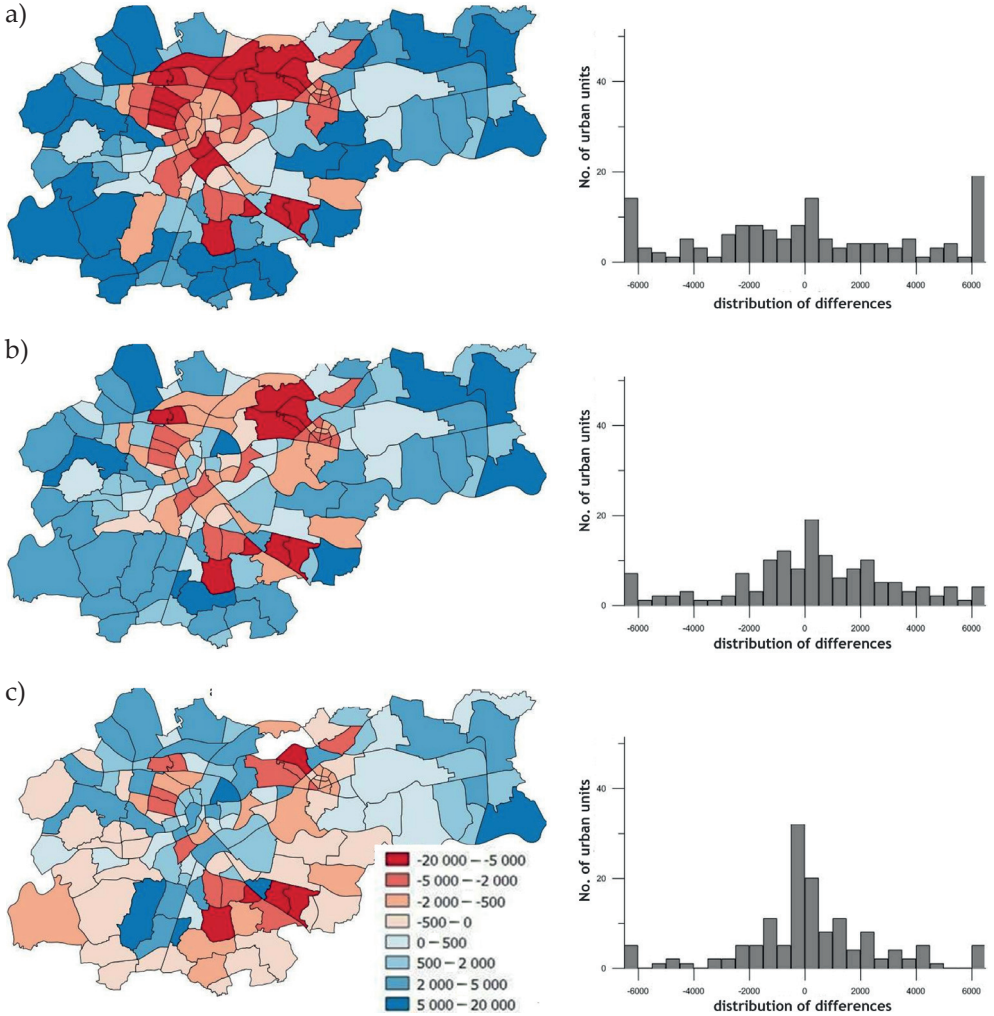 a)
No. of urban units
40
20
0
-6000 -4000 -2000 0 2000 4000 6000
distribution of differences
b)
No. of urban units
40
20
0
-6000 -4000 -2000 0 2000 4000 6000
distribution of differences
c)
-20 000 – -5 000
-5 000 – -2 000
-2 000 – -500
-500 – 0
0 – 500
500 – 2 000
2 000 – 5 000
5 000 – 20 000
No. of urban units
40
20
0
-6000 -4000 -2000 0 2000 4000 6000
distribution of differences